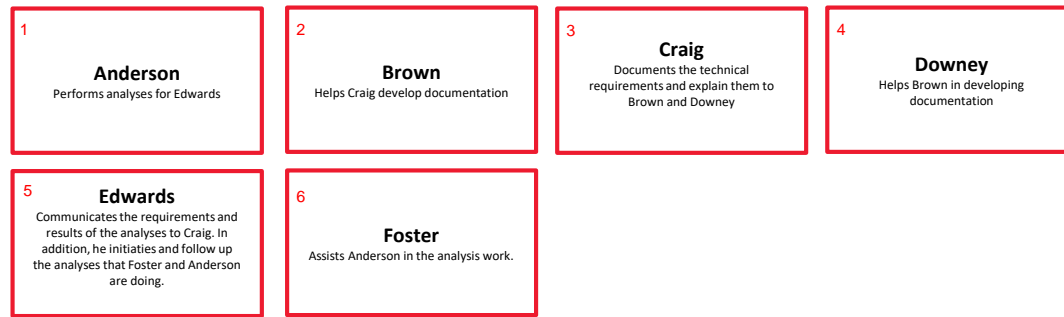 1
Anderson
Performs analyses for Edwards
2
Brown
Helps Craig develop documentation
3
Craig
Documents the technical
requirements and explain them to
Brown and Downey
4
Downey
Helps Brown in developing
documentation
5
Edwards
Communicates the requirements and
results of the analyses to Craig. In
addition, he initiaties and follow up
the analyses that Foster and Anderson
are doing.
6
Foster
Assists Anderson in the analysis work.